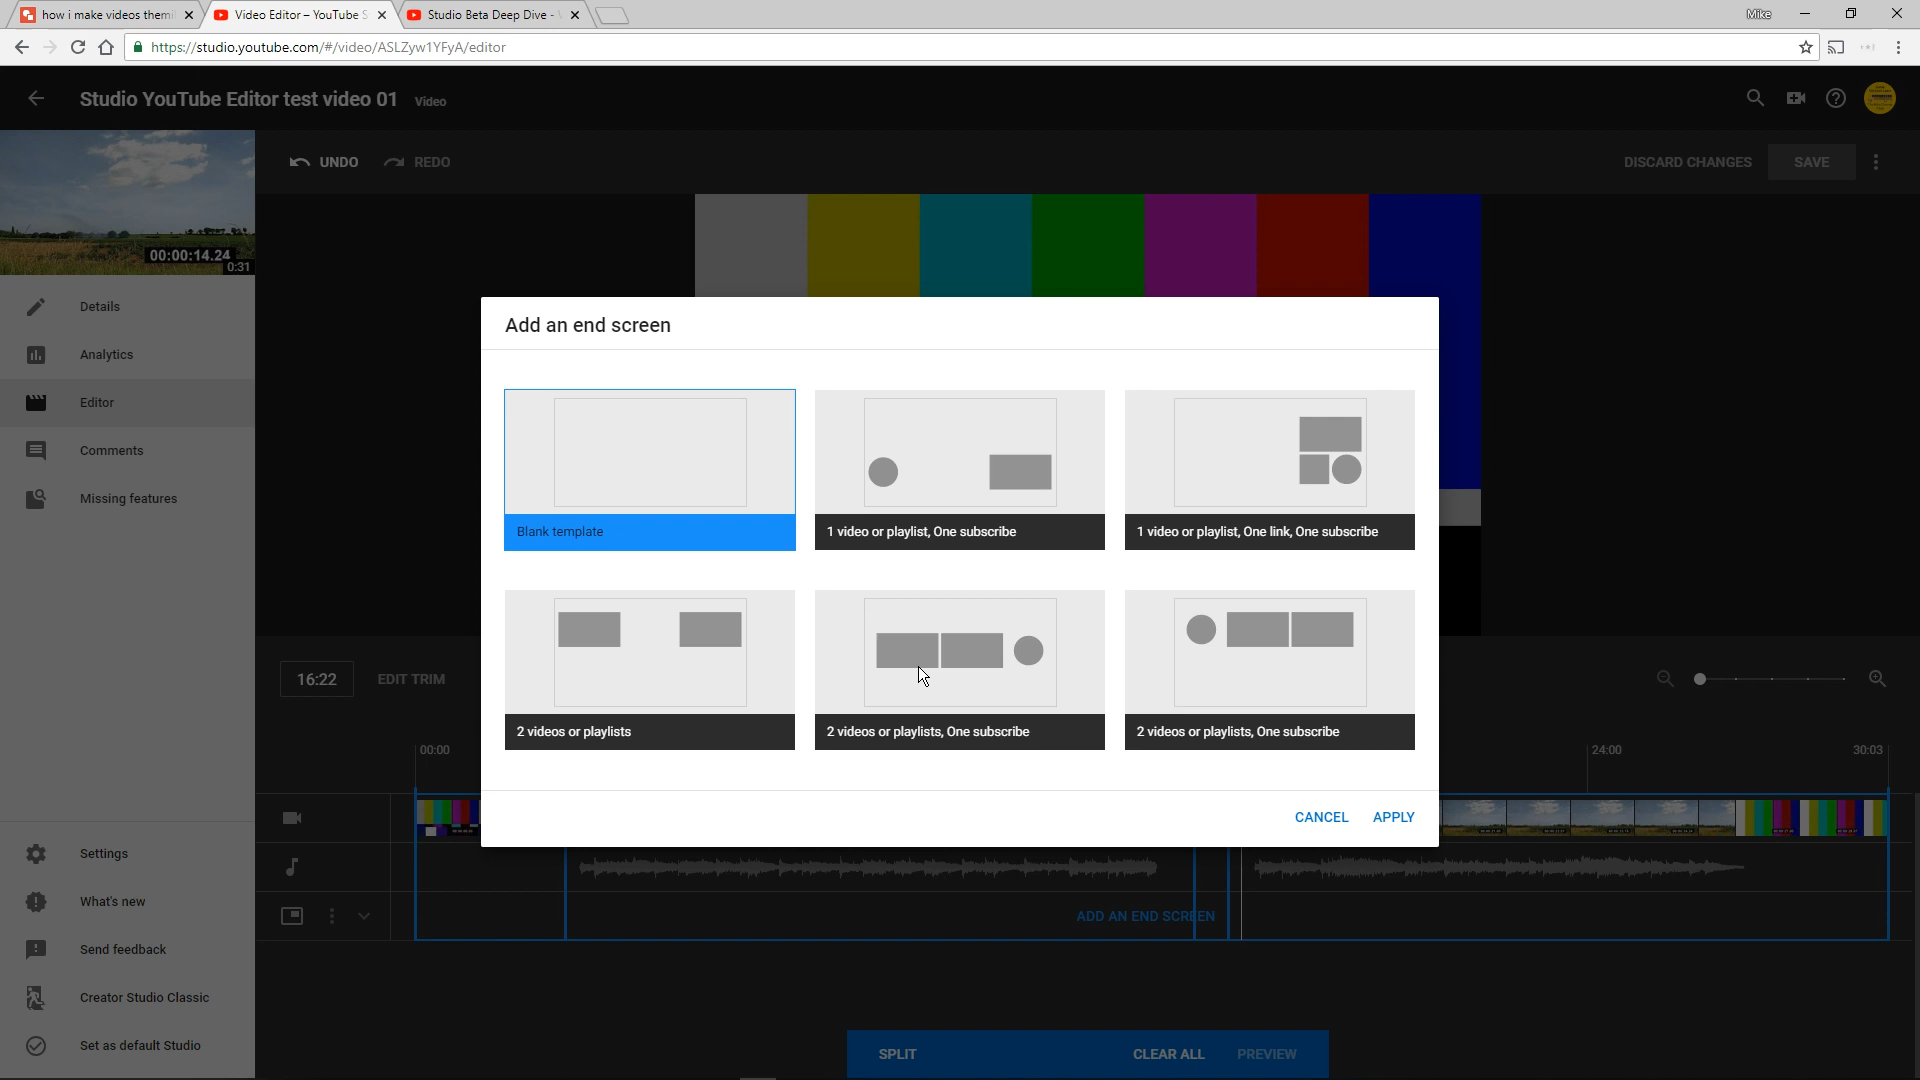 how i make videos themi
Video Editor – YouTube S
Studio Beta Deep Dive -
Mike
https://studio.youtube.com/#/video/ASLZyw1YFyA/editor
Studio YouTube Editor test video 01 Video
00:00:14.24
0:31
UNDO REDO
DISCARD CHANGES SAVE
Details
Analytics
Editor
Comments
Missing features
Add an end screen
Blank template
1 video or playlist, One subscribe
1 video or playlist, One link, One subscribe
2 videos or playlists
2 videos or playlists, One subscribe
2 videos or playlists, One subscribe
CANCEL APPLY
16:22 EDIT TRIM
00:00 24:00 30:03
ADD AN END SCREEN
Settings
What's new
Send feedback
Creator Studio Classic
Set as default Studio
SPLIT CLEAR ALL PREVIEW